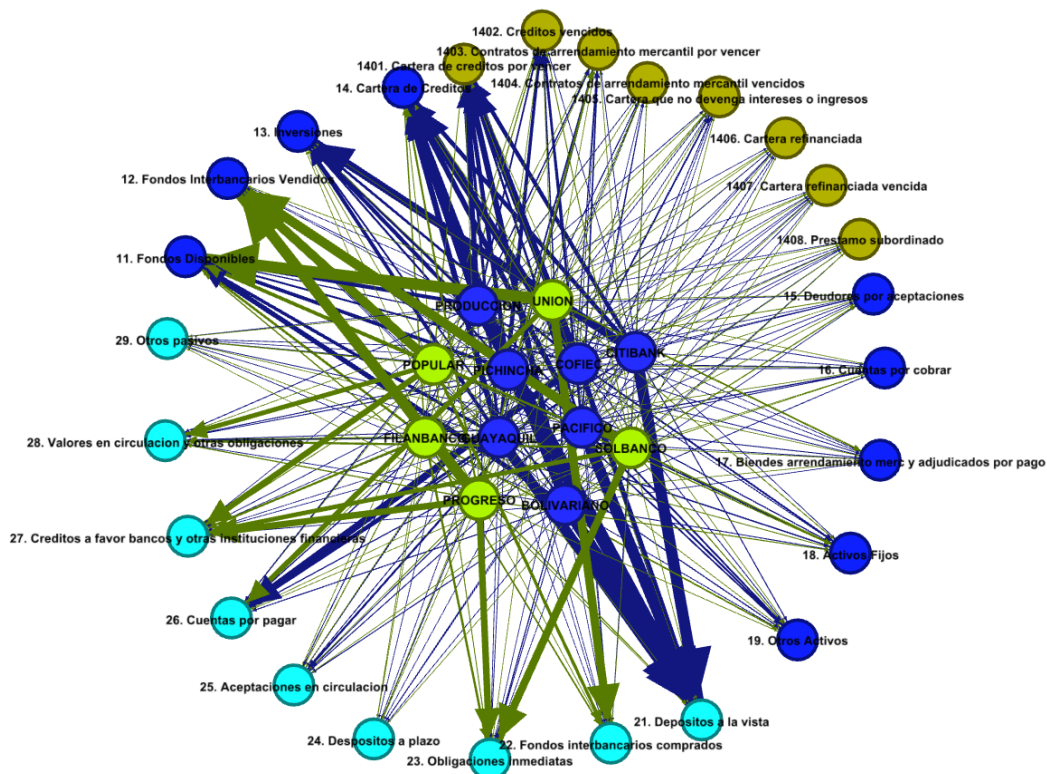 1402. Creditos vencidos
1403. Contratos de arrendamiento mercantil por vencer
1401. Cartera de creditos por vencer
1404. Contratos de arrendamiento mercantil vencidos
14. Cartera de Creditos
1405. Cartera que no devenga intereses o ingresos
13. Inversiones
1406. Cartera refinanciada
12. Fondos Interbancarios Vendidos
1407. Cartera refinanciada vencida
1408. Prestamo subordinado
11. Fondos Disponibles
15. Deudores por aceptaciones
PRODUCCION
UNION
29. Otros pasivos
CITIBANK
POPULAR
PICHINCHA
COFIEC
16. Cuentas por cobrar
PACIFICO
28. Valores en circulacion y otras obligaciones
FILANBANCO
GUAYAQUIL
SOLBANCO
17. Biendes arrendamiento merc y adjudicados por pago
PROGRESO
BOLIVARIANO
27. Creditos a favor bancos y otras instituciones financieras
18. Activos Fijos
26. Cuentas por pagar
19. Otros Activos
25. Aceptaciones en circulacion
21. Depositos a la vista
24. Despositos a plazo
22. Fondos interbancarios comprados
23. Obligaciones Inmediatas